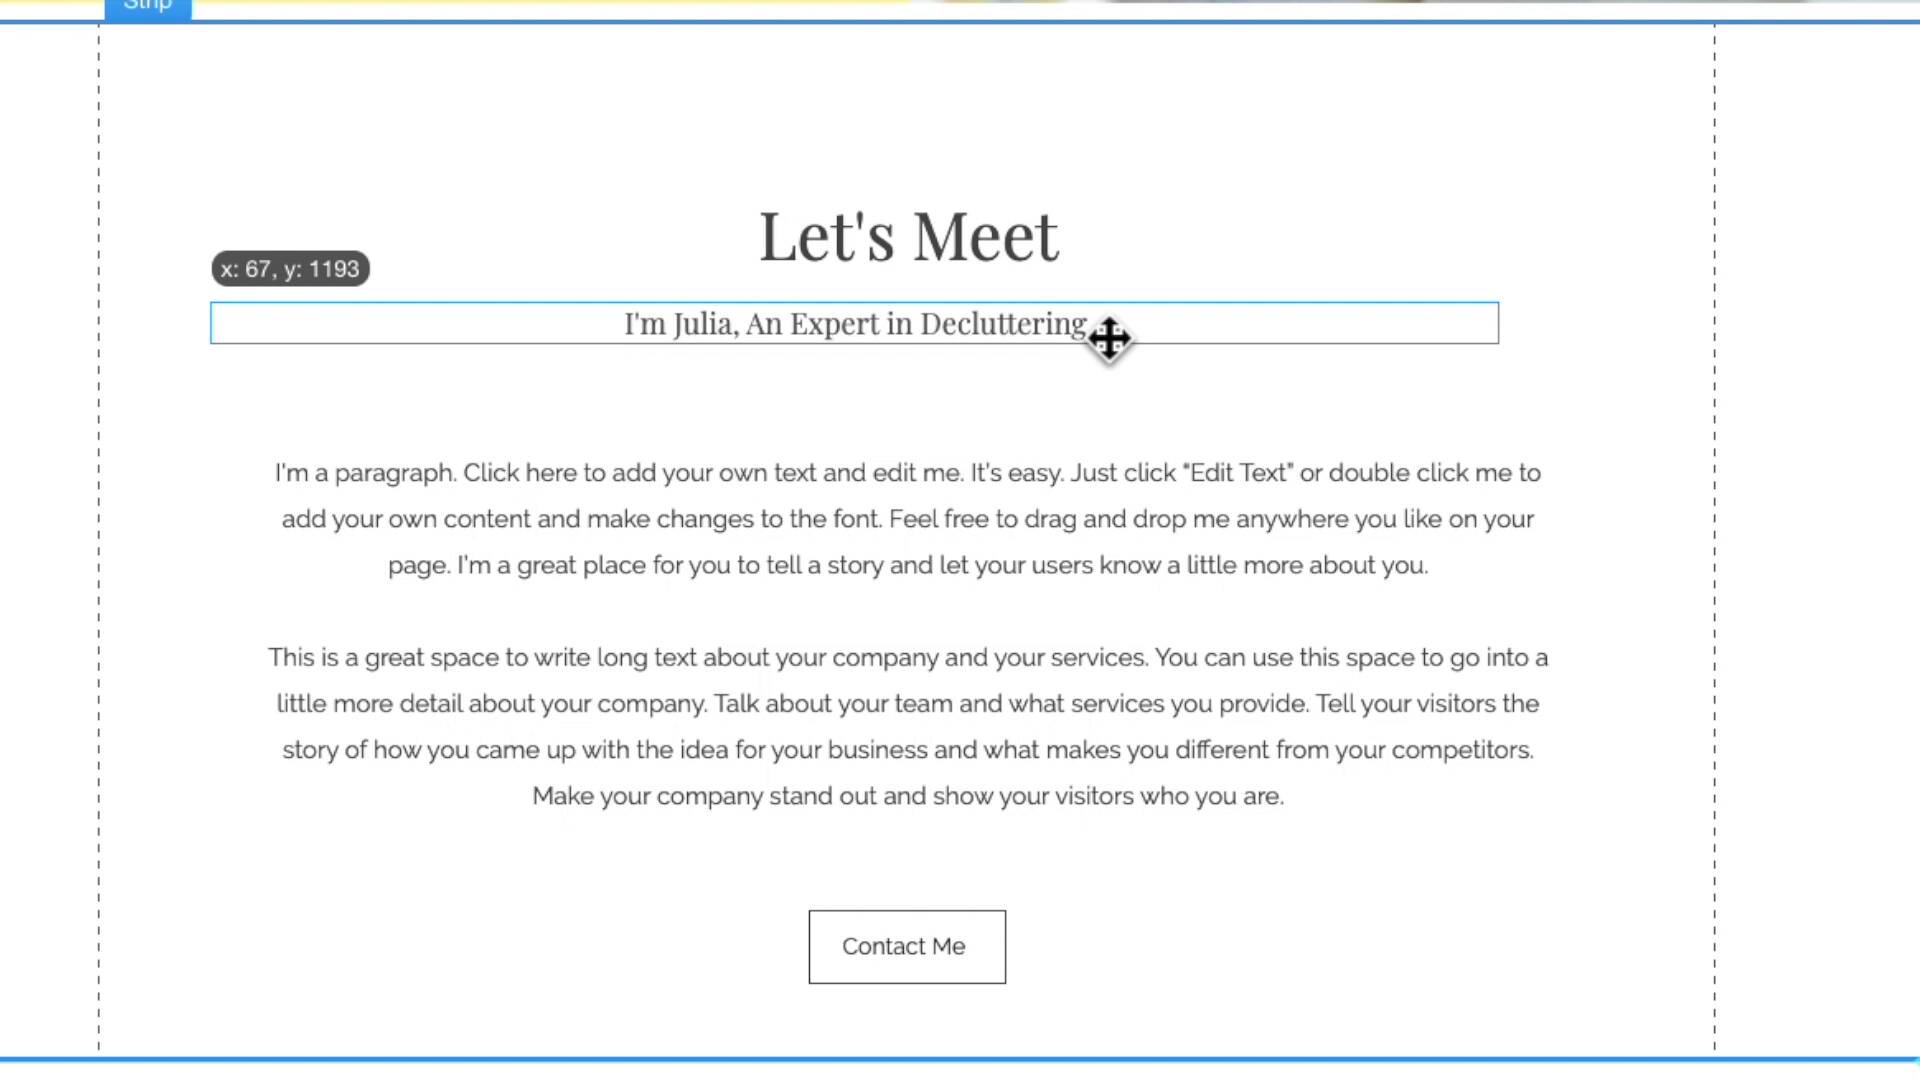 Strip
Let's Meet
x: 67, y: 1193
I'm Julia, An Expert in Decluttering
I'm a paragraph. Click here to add your own text and edit me. It's easy. Just click “Edit Text” or double click me to
add your own content and make changes to the font. Feel free to drag and drop me anywhere you like on your
page. I'm a great place for you to tell a story and let your users know a little more about you.
This is a great space to write long text about your company and your services. You can use this space to go into a
little more detail about your company. Talk about your team and what services you provide. Tell your visitors the
story of how you came up with the idea for your business and what makes you different from your competitors.
Make your company stand out and show your visitors who you are.
Contact Me